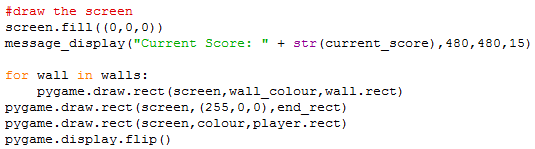 #draw the screen
screen.fill((0,0,0))
message_display("Current Score: " + str(current_score),480,480,15)
for wall in walls:
    pygame.draw.rect(screen,wall_colour,wall.rect)
pygame.draw.rect(screen,(255,0,0),end_rect)
pygame.draw.rect(screen,colour,player.rect)
pygame.display.flip()